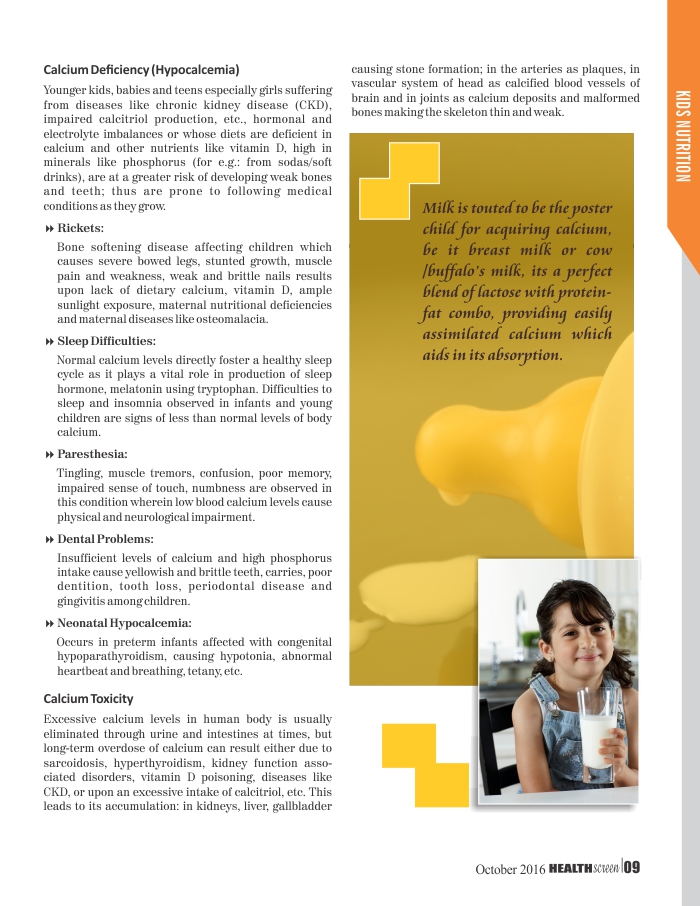 Calcium Deficiency (Hypocalcemia)
Younger kids, babies and teens especially girls suffering
from diseases like chronic kidney disease (CKD),
impaired calcitriol production, etc., hormonal and
electrolyte imbalances or whose diets are deficient in
calcium and other nutrients like vitamin D, high in
minerals like phosphorus (for e.g.: from sodas/soft
drinks), are at a greater risk of developing weak bones
and teeth; thus are prone to following medical
conditions as they grow.
Rickets:
Bone softening disease affecting children which
causes severe bowed legs, stunted growth, muscle
pain and weakness, weak and brittle nails results
upon lack of dietary calcium, vitamin D, ample
sunlight exposure, maternal nutritional deficiencies
and maternal diseases like osteomalacia.
Sleep Difficulties:
Normal calcium levels directly foster a healthy sleep
cycle as it plays a vital role in production of sleep
hormone, melatonin using tryptophan. Difficulties to
sleep and insomnia observed in infants and young
children are signs of less than normal levels of body
calcium.
Paresthesia:
Tingling, muscle tremors, confusion, poor memory,
impaired sense of touch, numbness are observed in
this condition wherein low blood calcium levels cause
physical and neurological impairment.
Dental Problems:
Insufficient levels of calcium and high phosphorus
intake cause yellowish and brittle teeth, carries, poor
dentition, tooth loss, periodontal disease and
gingivitis among children.
Neonatal Hypocalcemia:
Occurs in preterm infants affected with congenital
hypoparathyroidism, causing hypotonia, abnormal
heartbeat and breathing, tetany, etc.
Calcium Toxicity
Excessive calcium levels in human body is usually
eliminated through urine and intestines at times, but
long-term overdose of calcium can result either due to
sarcoidosis, hyperthyroidism, kidney function asso-
ciated disorders, vitamin D poisoning, diseases like
CKD, or upon an excessive intake of calcitriol, etc. This
leads to its accumulation: in kidneys, liver, gallbladder
causing stone formation; in the arteries as plaques, in
vascular system of head as calcified blood vessels of
brain and in joints as calcium deposits and malformed
bones making the skeleton thin and weak.
Milk is touted to be the poster
child for acquiring calcium,
be it breast milk or cow
/buffalo's milk, its a perfect
blend of lactose with protein-
fat combo, providing easily
assimilated calcium which
aids in its absorption.
KIDS NUTRITION
October 2016 HEALTHscreen|09